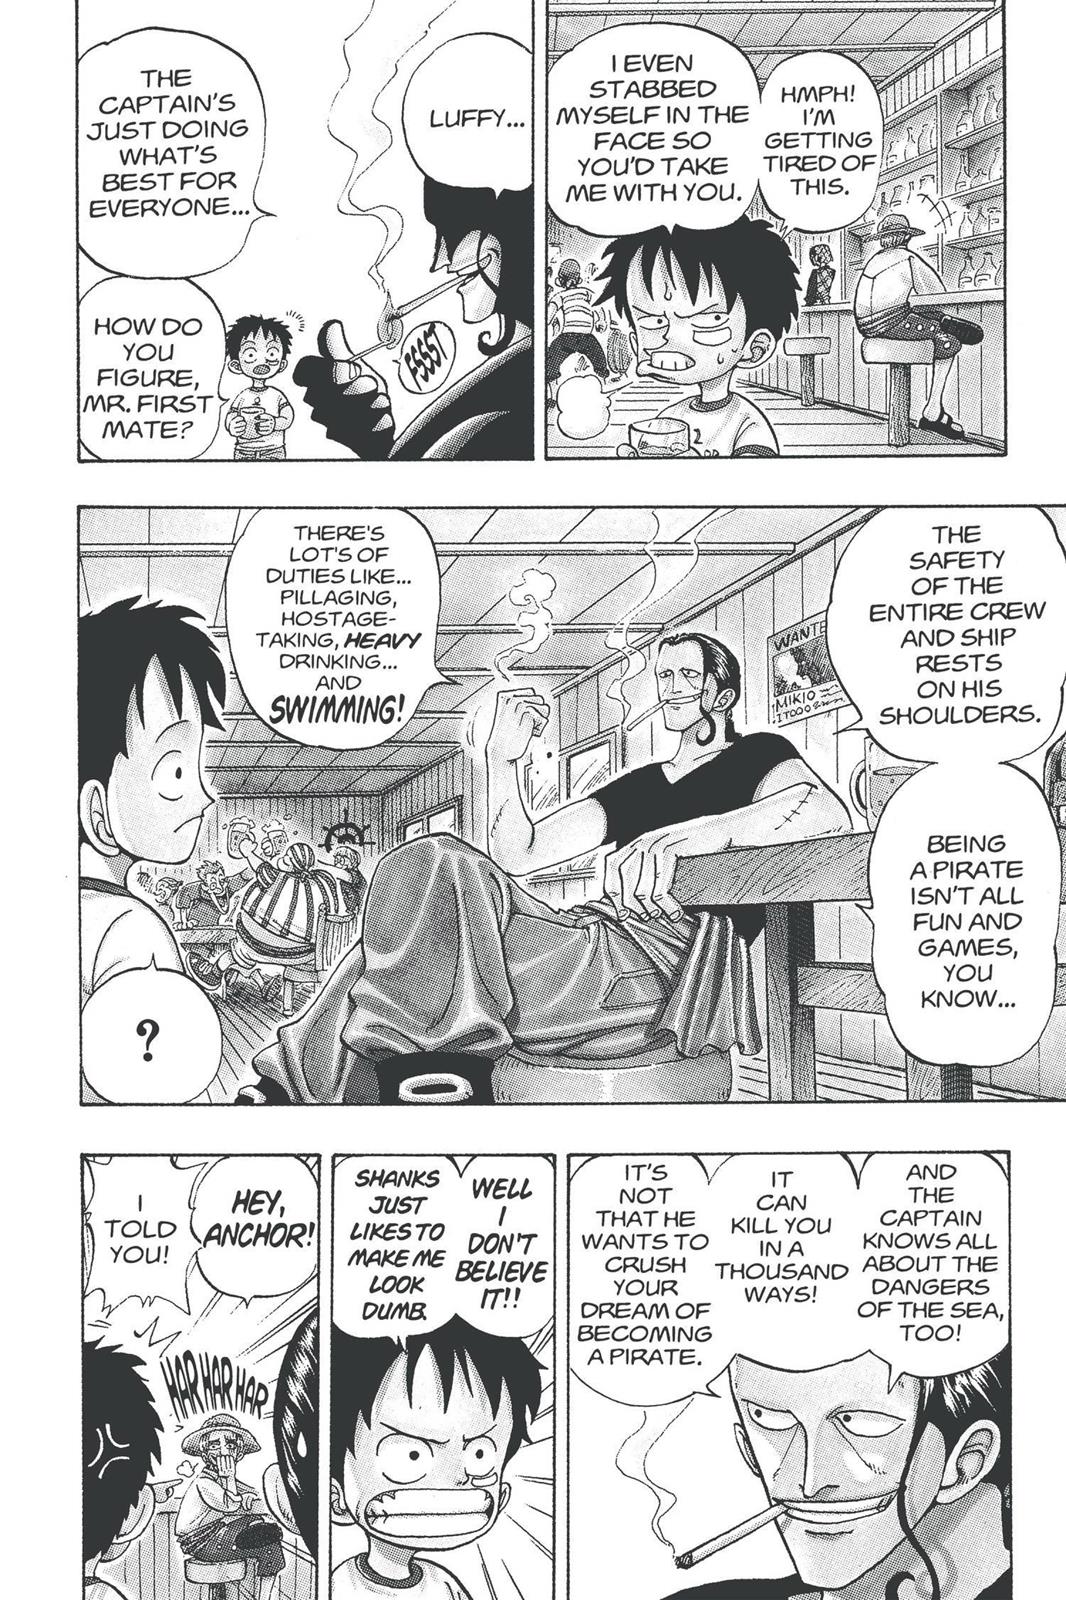 HMPH!
I'M
GETTING
TIRED OF
THIS.
I EVEN
STABBED
MYSELF IN THE
FACE SO
YOU'D TAKE
ME WITH YOU.
2
LUFFY...
FSSST
THE
CAPTAIN'S
JUST DOING
WHAT'S
BEST FOR
EVERYONE...
HOW DO
YOU
FIGURE,
MR. FIRST
MATE?
THE
SAFETY
OF THE
ENTIRE CREW
AND SHIP
RESTS
ON HIS
SHOULDERS.
BEING
A PIRATE
ISN'T ALL
FUN AND
GAMES,
YOU
KNOW...
WANTED
MIKIO
ITOOO
THERE'S
LOT'S OF
DUTIES LIKE...
PILLAGING,
HOSTAGE-
TAKING, HEAVY
DRINKING...
AND
SWIMMING!
?
AND
THE
CAPTAIN
KNOWS ALL
ABOUT THE
DANGERS
OF THE SEA,
TOO!
IT
CAN
KILL YOU
IN A
THOUSAND
WAYS!
IT'S
NOT
THAT HE
WANTS TO
CRUSH
YOUR
DREAM OF
BECOMING
A PIRATE.
WELL
I
DON'T
BELIEVE
IT!!
SHANKS
JUST
LIKES TO
MAKE ME
LOOK
DUMB.
HEY,
ANCHOR!
I
TOLD
YOU!
HAR HAR HAR